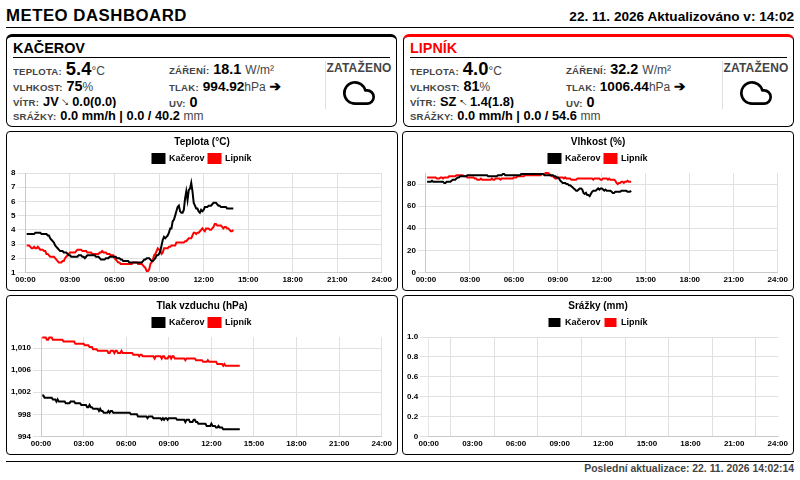 METEO DASHBOARD
22. 11. 2026 Aktualizováno v: 14:02
KAČEROV
TEPLOTA: 5.4°C
ZÁŘENÍ: 18.1 W/m²
ZATAŽENO
VLHKOST: 75%
TLAK: 994.92hPa ➔
VÍTR: JV ↘ 0.0(0.0)
UV: 0
SRÁŽKY: 0.0 mm/h | 0.0 / 40.2 mm
LIPNÍK
TEPLOTA: 4.0°C
ZÁŘENÍ: 32.2 W/m²
ZATAŽENO
VLHKOST: 81%
TLAK: 1006.44hPa ➔
VÍTR: SZ ↖ 1.4(1.8)
UV: 0
SRÁŽKY: 0.0 mm/h | 0.0 / 54.6 mm
Teplota (°C)
Kačerov Lipník
8
7
6
5
4
3
2
1
00:00 03:00 06:00 09:00 12:00 15:00 18:00 21:00 24:00
Vlhkost (%)
Kačerov Lipník
80
60
40
20
0
00:00 03:00 06:00 09:00 12:00 15:00 18:00 21:00 24:00
Tlak vzduchu (hPa)
Kačerov Lipník
1,010
1,006
1,002
998
994
00:00 03:00 06:00 09:00 12:00 15:00 18:00 21:00 24:00
Srážky (mm)
Kačerov Lipník
1.0
0.8
0.6
0.4
0.2
0
00:00 03:00 06:00 09:00 12:00 15:00 18:00 21:00 24:00
Poslední aktualizace: 22. 11. 2026 14:02:14